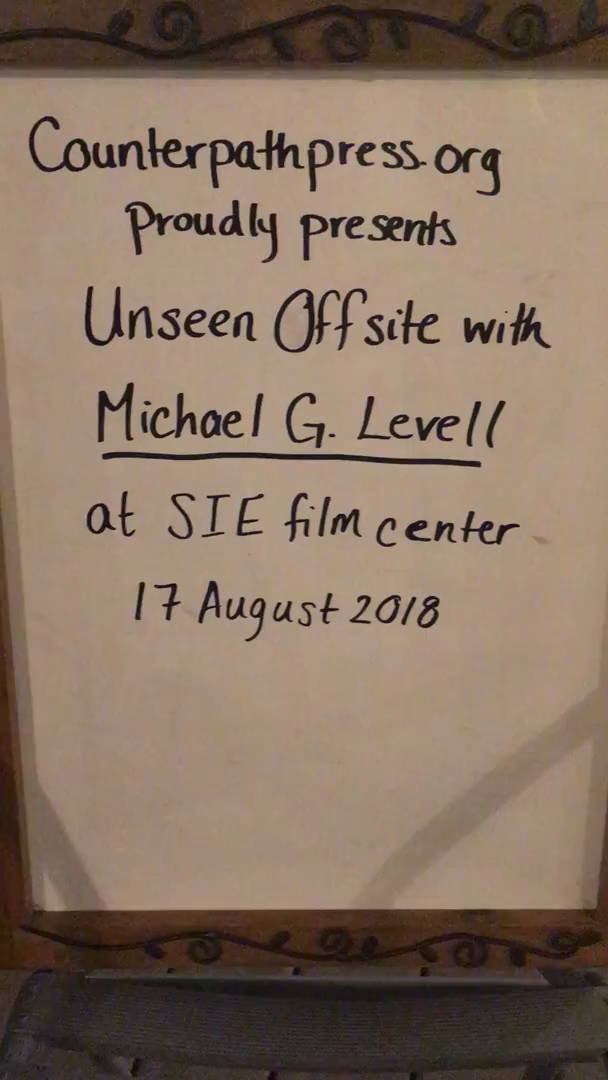 Counterpathpress.org
Proudly presents
Unseen Offsite with
Michael G. Levell
at SIE film center
17 August 2018